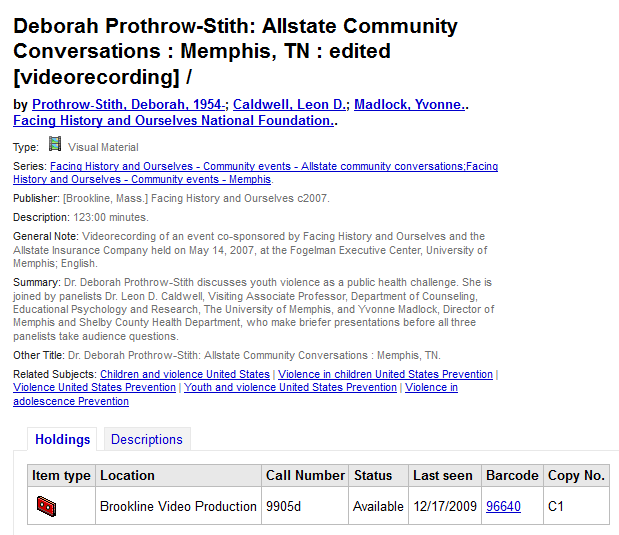 Deborah Prothrow-Stith: Allstate Community
Conversations : Memphis, TN : edited
[videorecording] /
by Prothrow-Stith, Deborah, 1954-; Caldwell, Leon D.; Madlock, Yvonne..
Facing History and Ourselves National Foundation..
Type: Visual Material
Series: Facing History and Ourselves - Community events - Allstate community conversations;Facing
History and Ourselves - Community events - Memphis.
Publisher: [Brookline, Mass.] Facing History and Ourselves c2007.
Description: 123:00 minutes.
General Note: Videorecording of an event co-sponsored by Facing History and Ourselves and the
Allstate Insurance Company held on May 14, 2007, at the Fogelman Executive Center, University of
Memphis; English.
Summary: Dr. Deborah Prothrow-Stith discusses youth violence as a public health challenge. She is
joined by panelists Dr. Leon D. Caldwell, Visiting Associate Professor, Department of Counseling,
Educational Psychology and Research, The University of Memphis, and Yvonne Madlock, Director of
Memphis and Shelby County Health Department, who make briefer presentations before all three
panelists take audience questions.
Other Title: Dr. Deborah Prothrow-Stith: Allstate Community Conversations : Memphis, TN.
Related Subjects: Children and violence United States | Violence in children United States Prevention |
Violence United States Prevention | Youth and violence United States Prevention | Violence in
adolescence Prevention
Holdings Descriptions
Item type Location Call Number Status Last seen Barcode Copy No.
Brookline Video Production 9905d Available 12/17/2009 96640 C1